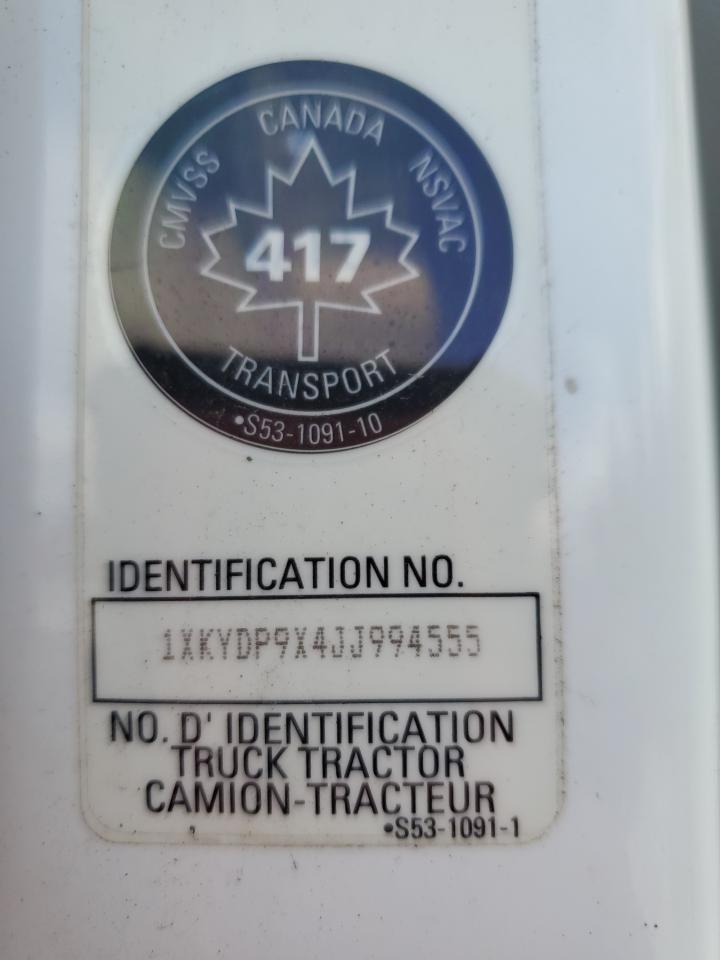 CANADA
CMVSS NSVAC
417
TRANSPORT
•S53-1091-10
IDENTIFICATION NO.
1XKYDP9X4JJ994555
NO. D' IDENTIFICATION
TRUCK TRACTOR
CAMION-TRACTEUR
•S53-1091-1